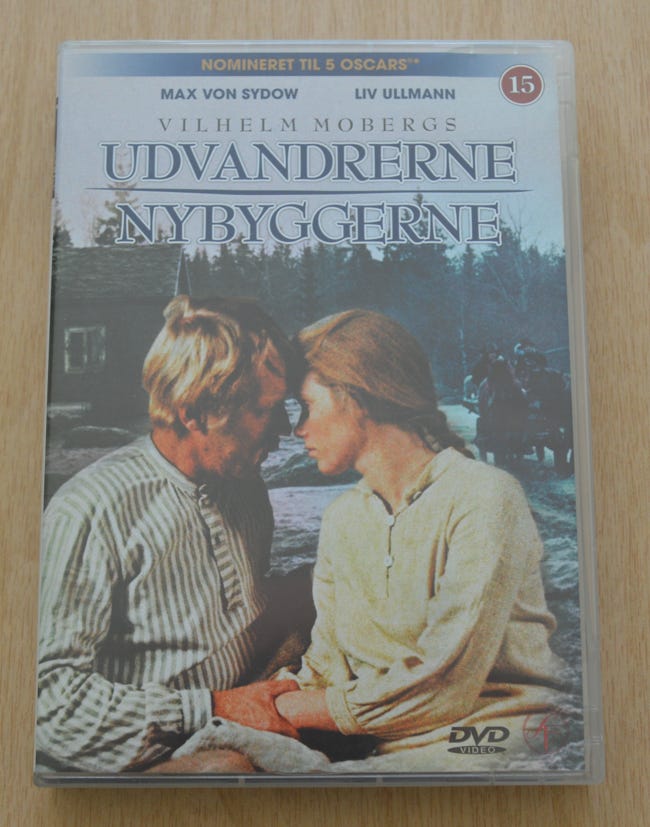 NOMINERET TIL 5 OSCARS®*
15
MAX VON SYDOW LIV ULLMANN
VILHELM MOBERGS
UDVANDRERNE
NYBYGGERNE
DVD
VIDEO